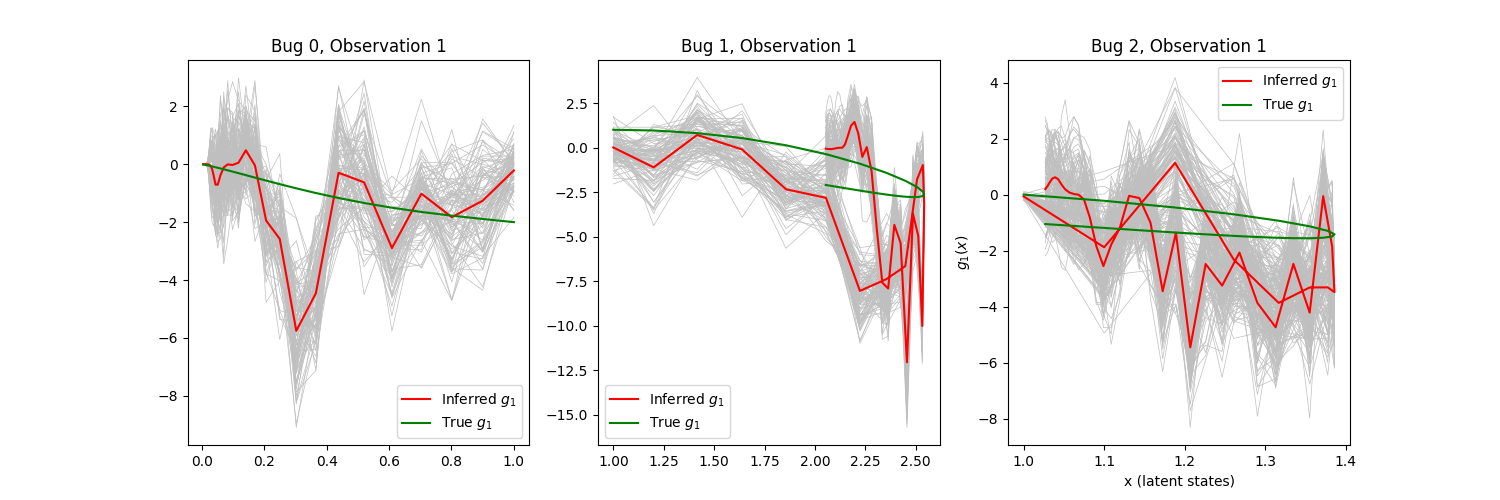 Bug 0, Observation 1
2
0
−2
−4
−6
−8
0.0 0.2 0.4 0.6 0.8 1.0
Inferred g₁
True g₁
Bug 1, Observation 1
2.5
0.0
−2.5
−5.0
−7.5
−10.0
−12.5
−15.0
1.00 1.25 1.50 1.75 2.00 2.25 2.50
Inferred g₁
True g₁
Bug 2, Observation 1
4
2
0
−2
−4
−6
−8
g₁(x)
Inferred g₁
True g₁
1.0 1.1 1.2 1.3 1.4
x (latent states)